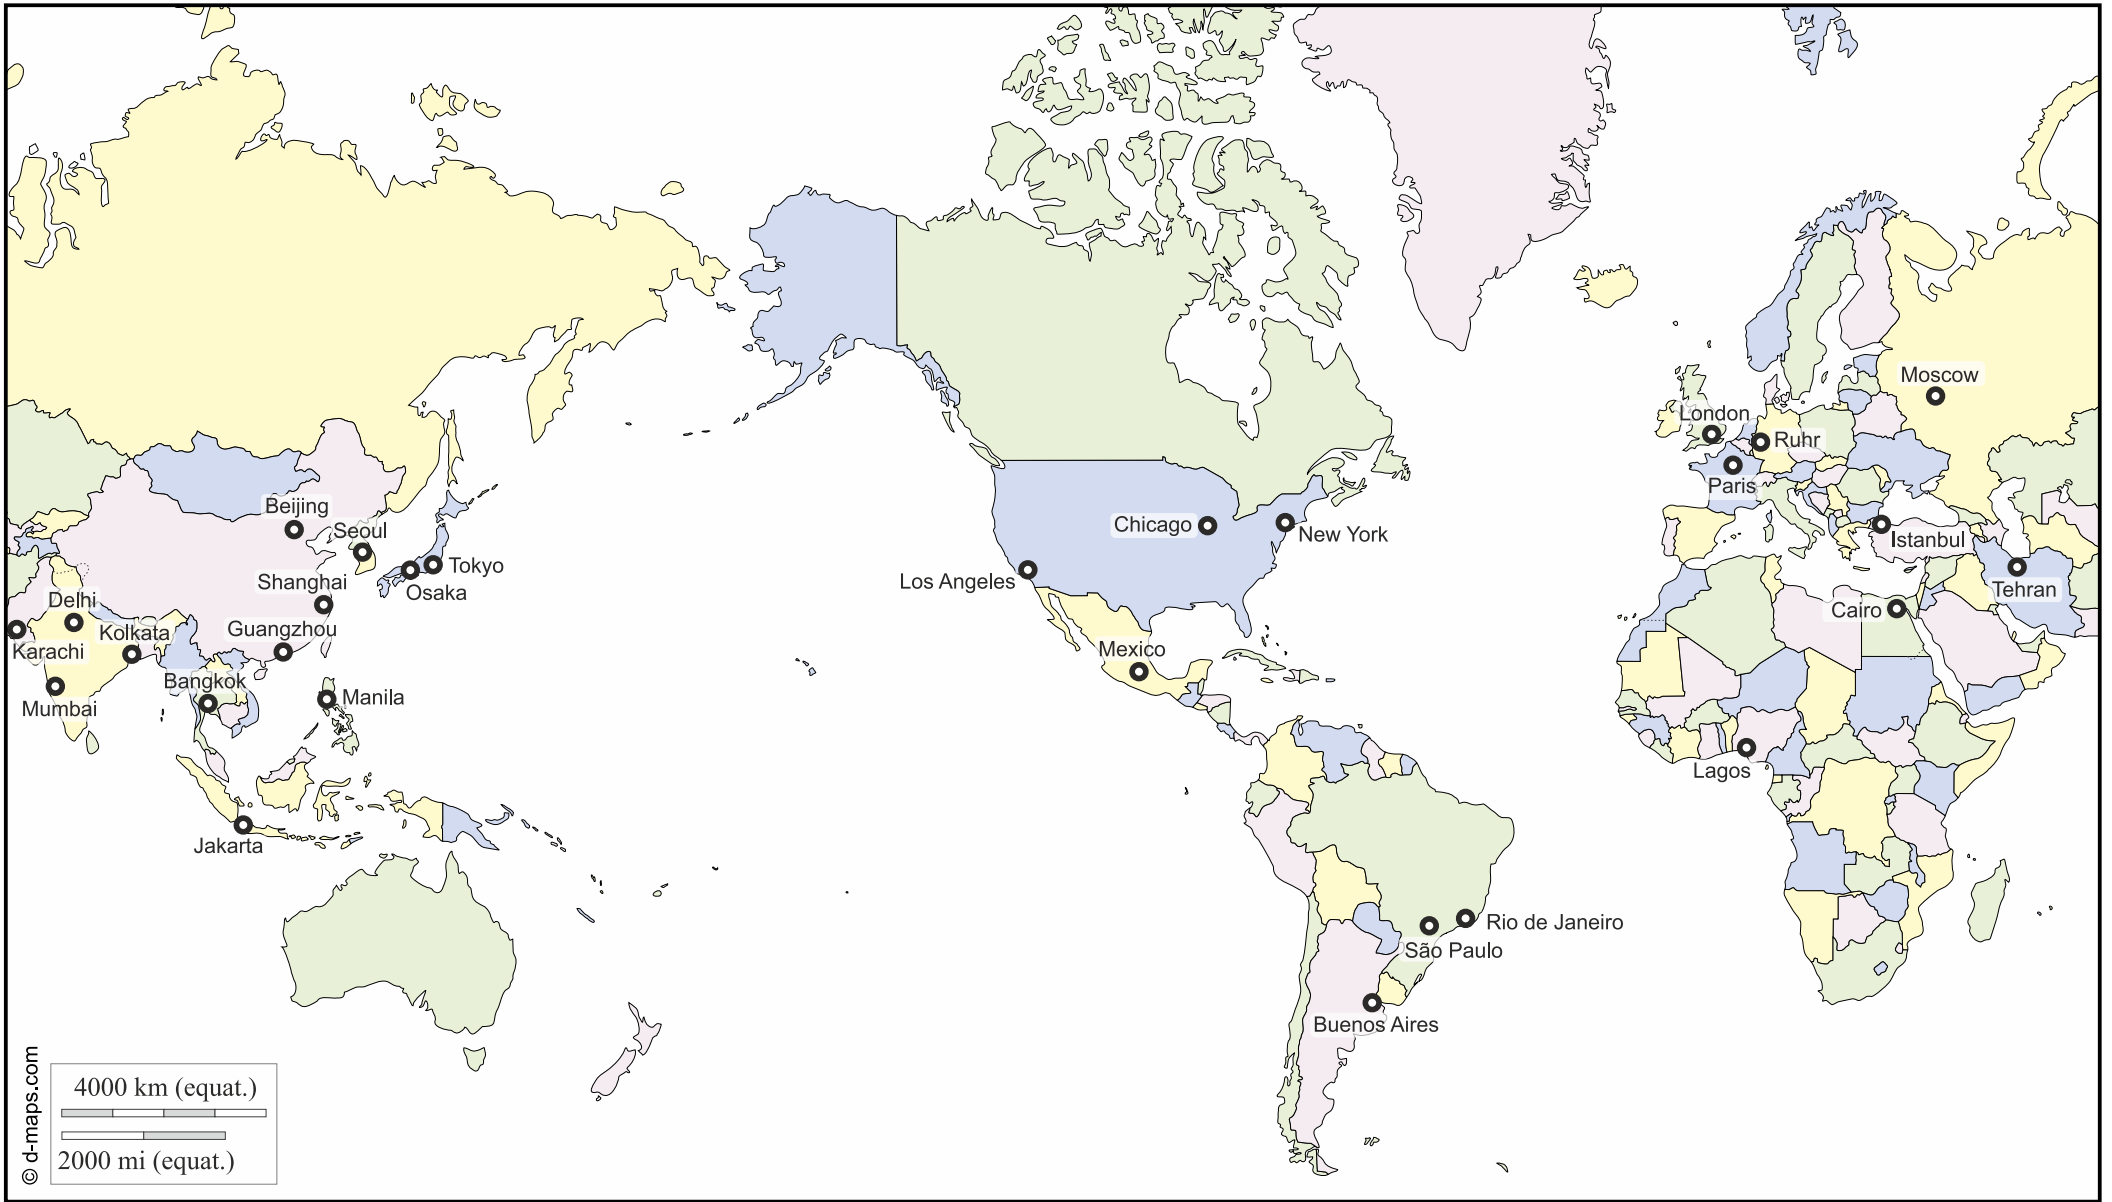 Moscow
London
Ruhr
Paris
Beijing
Seoul
Chicago
New York
Istanbul
Tokyo
Shanghai
Osaka
Los Angeles
Tehran
Delhi
Cairo
Kolkata
Guangzhou
Karachi
Mexico
Bangkok
Manila
Mumbai
Lagos
Jakarta
Rio de Janeiro
São Paulo
Buenos Aires
4000 km (equat.)
2000 mi (equat.)
© d-maps.com